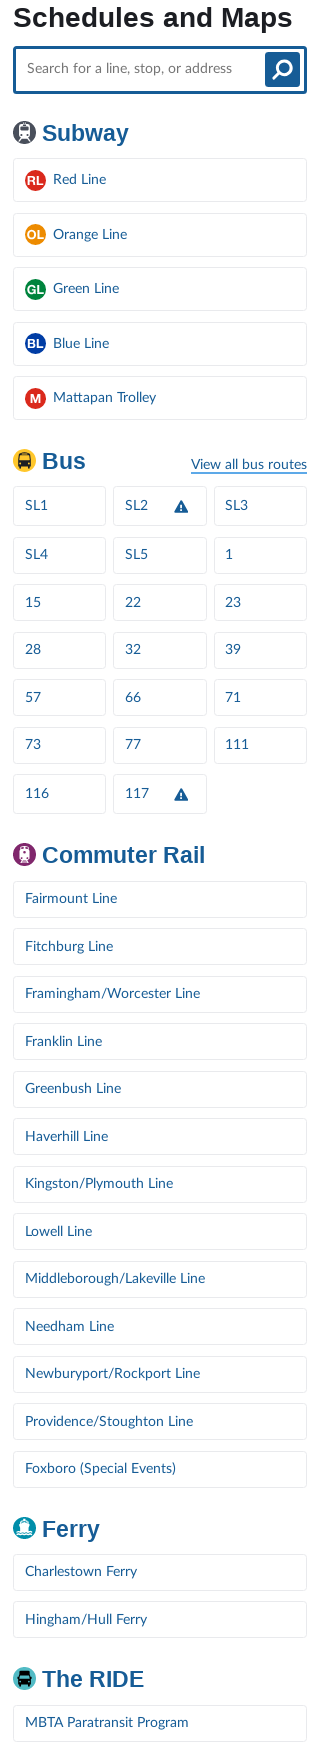 Schedules and Maps
Search for a line, stop, or address
Subway
RL Red Line
OL Orange Line
GL Green Line
BL Blue Line
M Mattapan Trolley
Bus View all bus routes
SL1 SL2 SL3
SL4 SL5 1
15 22 23
28 32 39
57 66 71
73 77 111
116 117
Commuter Rail
Fairmount Line
Fitchburg Line
Framingham/Worcester Line
Franklin Line
Greenbush Line
Haverhill Line
Kingston/Plymouth Line
Lowell Line
Middleborough/Lakeville Line
Needham Line
Newburyport/Rockport Line
Providence/Stoughton Line
Foxboro (Special Events)
Ferry
Charlestown Ferry
Hingham/Hull Ferry
The RIDE
MBTA Paratransit Program